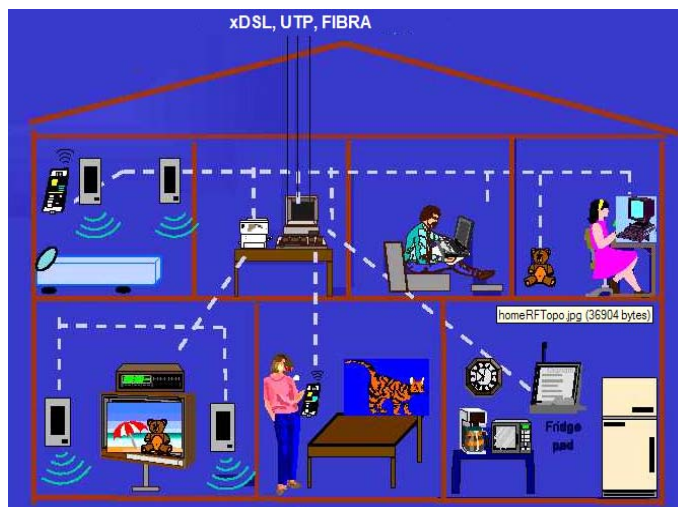 xDSL, UTP, FIBRA
homeRFTopo.jpg (36904 bytes)
Fridge
pad